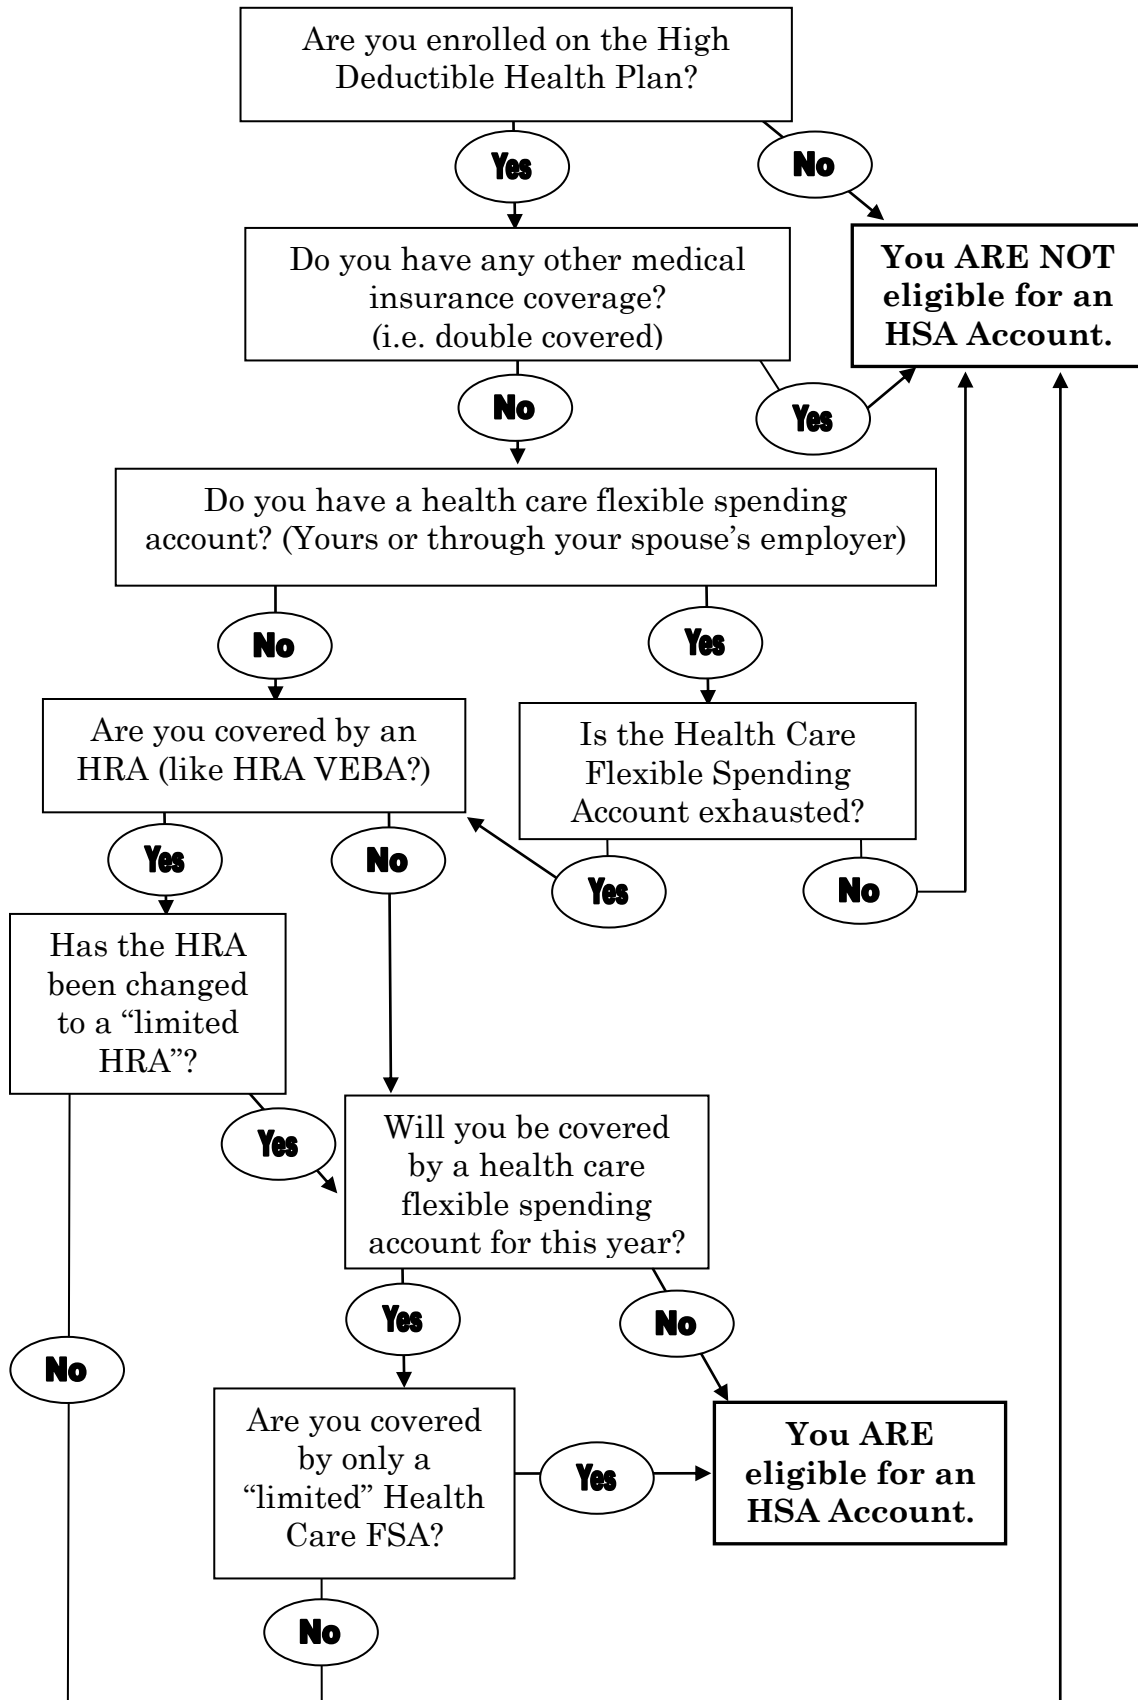 Are you enrolled on the High
Deductible Health Plan?
Yes
No
Do you have any other medical
insurance coverage?
(i.e. double covered)
You ARE NOT
eligible for an
HSA Account.
No
Yes
Do you have a health care flexible spending
account? (Yours or through your spouse’s employer)
No
Yes
Are you covered by an
HRA (like HRA VEBA?)
Is the Health Care
Flexible Spending
Account exhausted?
Yes
No
Yes
No
Has the HRA
been changed
to a “limited
HRA”?
Yes
Will you be covered
by a health care
flexible spending
account for this year?
Yes
No
No
Are you covered
by only a
“limited” Health
Care FSA?
Yes
You ARE
eligible for an
HSA Account.
No